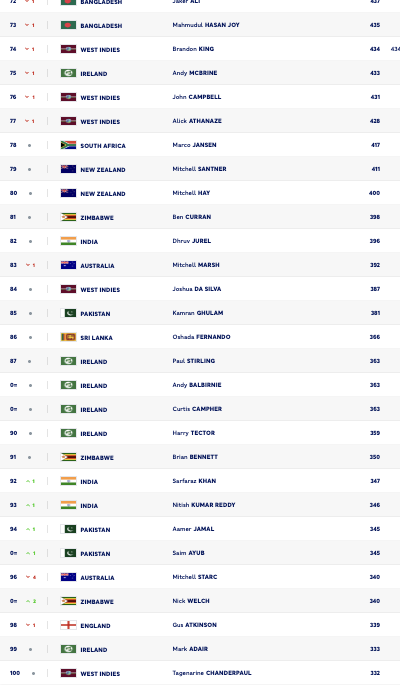 72 1 BANGLADESH Jaker ALI 437
73 1 BANGLADESH Mahmudul HASAN JOY 435
74 1 WEST INDIES Brandon KING 434 434
75 1 IRELAND Andy MCBRINE 433
76 1 WEST INDIES John CAMPBELL 431
77 1 WEST INDIES Alick ATHANAZE 428
78 SOUTH AFRICA Marco JANSEN 417
79 NEW ZEALAND Mitchell SANTNER 411
80 NEW ZEALAND Mitchell HAY 400
81 ZIMBABWE Ben CURRAN 398
82 INDIA Dhruv JUREL 396
83 1 AUSTRALIA Mitchell MARSH 392
84 WEST INDIES Joshua DA SILVA 387
85 PAKISTAN Kamran GHULAM 381
86 SRI LANKA Oshada FERNANDO 366
87 IRELAND Paul STIRLING 363
0= IRELAND Andy BALBIRNIE 363
0= IRELAND Curtis CAMPHER 363
90 IRELAND Harry TECTOR 359
91 ZIMBABWE Brian BENNETT 350
92 1 INDIA Sarfaraz KHAN 347
93 1 INDIA Nitish KUMAR REDDY 346
94 1 PAKISTAN Aamer JAMAL 345
0= 1 PAKISTAN Saim AYUB 345
96 4 AUSTRALIA Mitchell STARC 340
0= 3 ZIMBABWE Nick WELCH 340
98 1 ENGLAND Gus ATKINSON 339
99 IRELAND Mark ADAIR 333
100 WEST INDIES Tagenarine CHANDERPAUL 332